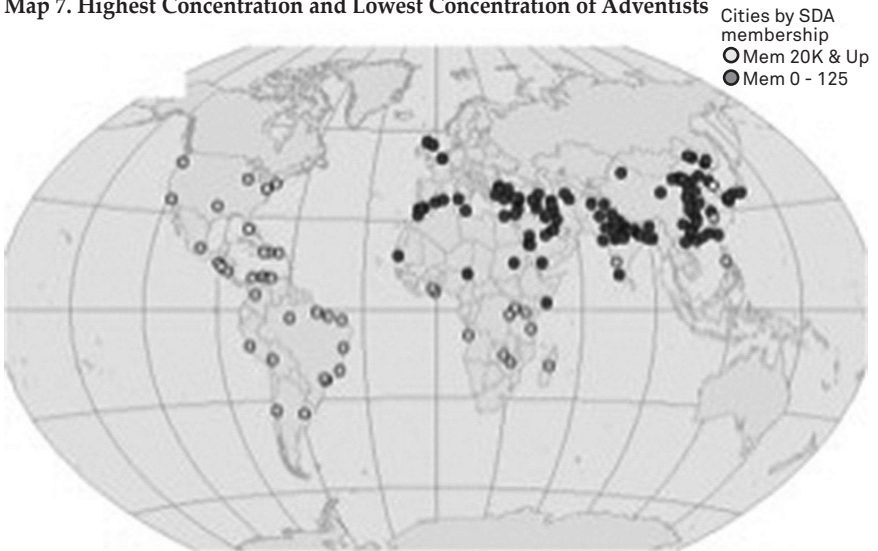 Map 7. Highest Concentration and Lowest Concentration of Adventists
Cities by SDA
membership
Mem 20K & Up
Mem 0 - 125